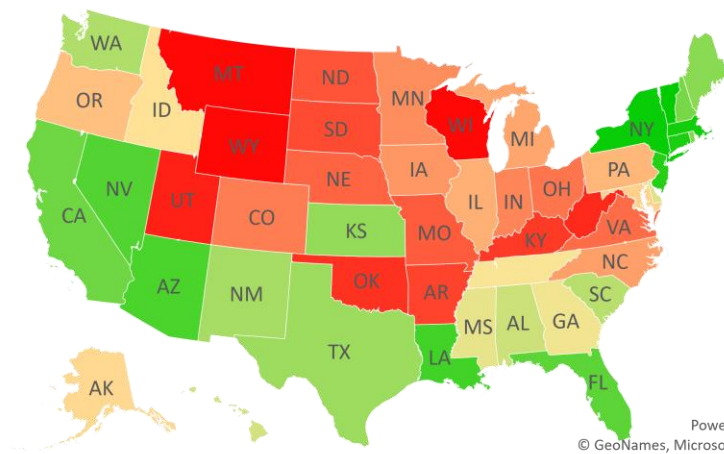 WA
MT
ND
MN
OR
ID
SD
WI
MI
NY
WY
IA
PA
NE
NV
UT
CO
IL
IN
OH
CA
KS
MO
KY
VA
NC
AZ
NM
OK
AR
SC
MS
AL
GA
TX
LA
FL
AK
Powe
© GeoNames, Microso